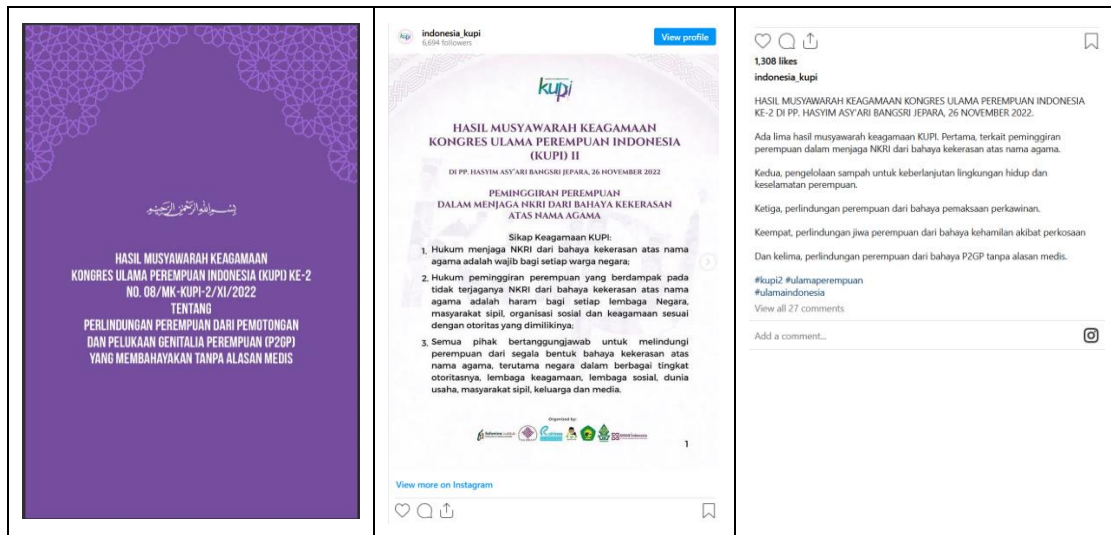 بسم الله الرحمن الرحيم
HASIL MUSYAWARAH KEAGAMAAN
KONGRES ULAMA PEREMPUAN INDONESIA (KUPI) KE-2
NO. 08/MK-KUPI-2/XI/2022
TENTANG
PERLINDUNGAN PEREMPUAN DARI PEMOTONGAN
DAN PELUKAAN GENITALIA PEREMPUAN (P2GP)
YANG MEMBAHAYAKAN TANPA ALASAN MEDIS
kupi
indonesia_kupi
6,694 followers
View profile
kupi
HASIL MUSYAWARAH KEAGAMAAN
KONGRES ULAMA PEREMPUAN INDONESIA
(KUPI) II
DI PP. HASYIM ASY'ARI BANGSRI JEPARA, 26 NOVEMBER 2022
PEMINGGIRAN PEREMPUAN
DALAM MENJAGA NKRI DARI BAHAYA KEKERASAN
ATAS NAMA AGAMA
Sikap Keagamaan KUPI:
1. Hukum menjaga NKRI dari bahaya kekerasan atas nama
agama adalah wajib bagi setiap warga negara;
2. Hukum peminggiran perempuan yang berdampak pada
tidak terjaganya NKRI dari bahaya kekerasan atas nama
agama adalah haram bagi setiap lembaga Negara,
masyarakat sipil, organisasi sosial dan keagamaan sesuai
dengan otoritas yang dimilikinya;
3. Semua pihak bertanggungjawab untuk melindungi
perempuan dari segala bentuk bahaya kekerasan atas
nama agama, terutama negara dalam berbagai tingkat
otoritasnya, lembaga keagamaan, lembaga sosial, dunia
usaha, masyarakat sipil, keluarga dan media.
Organized by:
1
View more on Instagram
1,308 likes
indonesia_kupi
HASIL MUSYAWARAH KEAGAMAAN KONGRES ULAMA PEREMPUAN INDONESIA
KE-2 DI PP. HASYIM ASY'ARI BANGSRI JEPARA, 26 NOVEMBER 2022.
Ada lima hasil musyawarah keagamaan KUPI. Pertama, terkait peminggiran
perempuan dalam menjaga NKRI dari bahaya kekerasan atas nama agama.
Kedua, pengelolaan sampah untuk keberlanjutan lingkungan hidup dan
keselamatan perempuan.
Ketiga, perlindungan perempuan dari bahaya pemaksaan perkawinan.
Keempat, perlindungan jiwa perempuan dari bahaya kehamilan akibat perkosaan
Dan kelima, perlindungan perempuan dari bahaya P2GP tanpa alasan medis.
#kupi2 #ulamaperempuan
#ulamaindonesia
View all 27 comments
Add a comment...